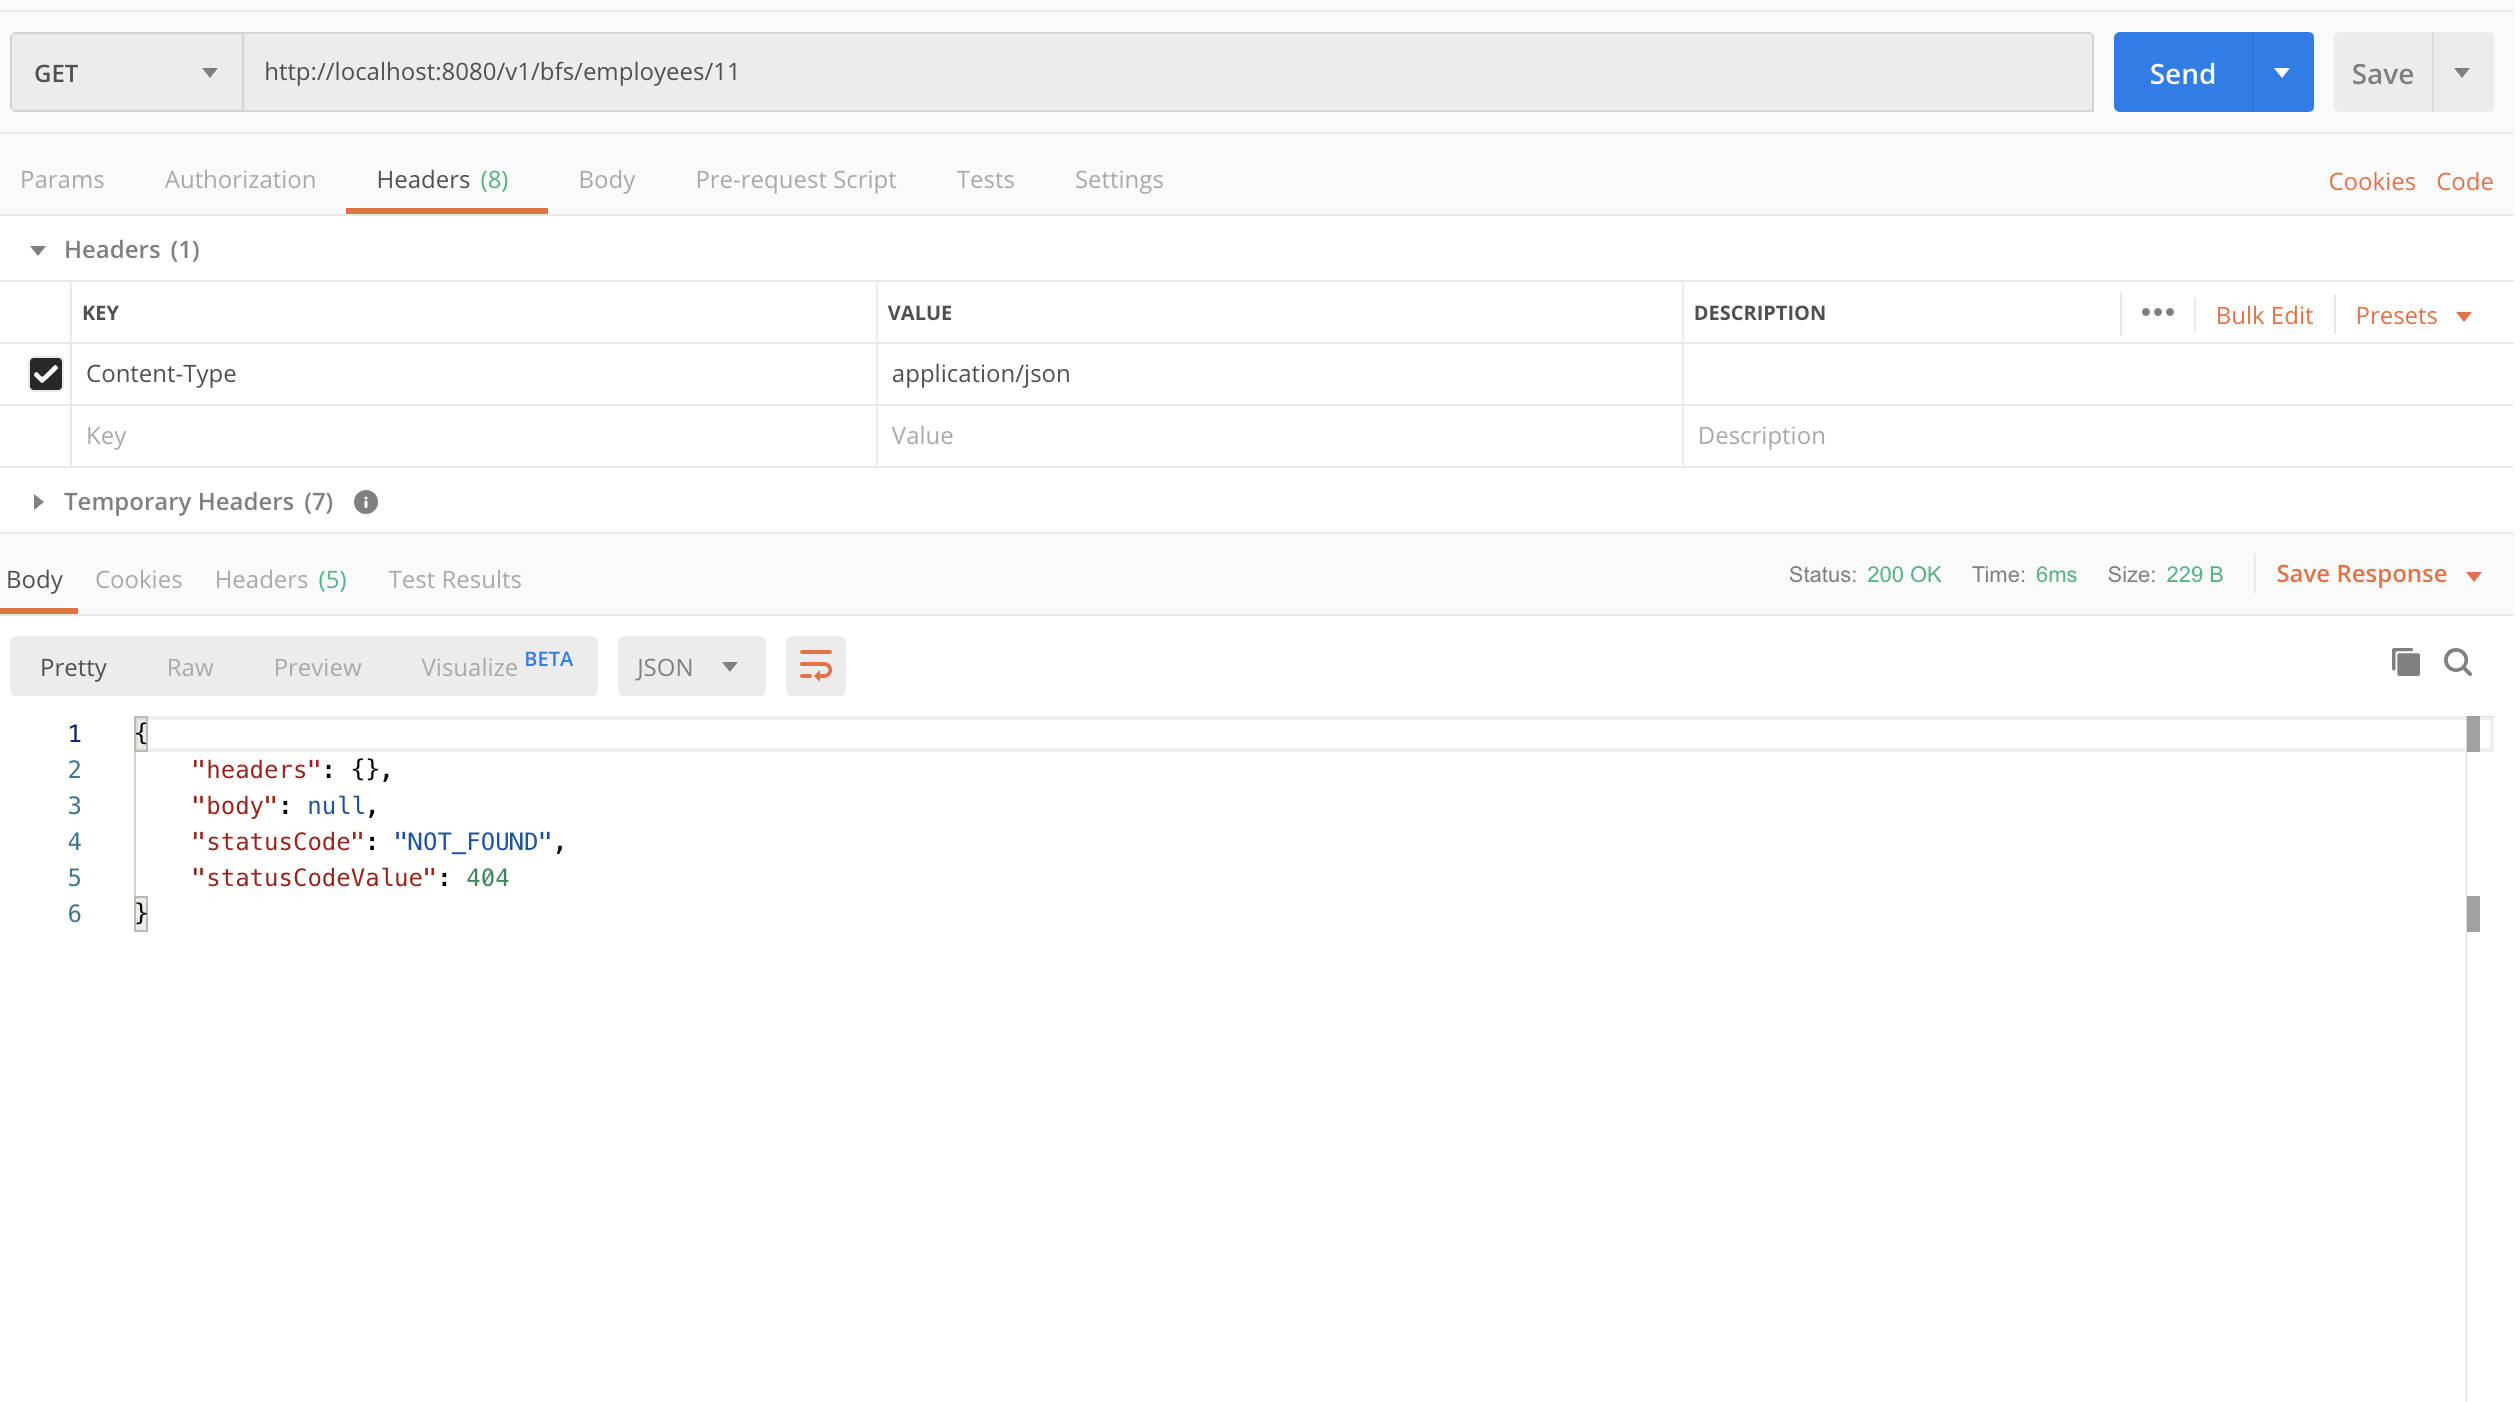 GET http://localhost:8080/v1/bfs/employees/11 Send Save
Params Authorization Headers (8) Body Pre-request Script Tests Settings Cookies Code
Headers (1)
KEY VALUE DESCRIPTION ••• Bulk Edit Presets
Content-Type application/json
Key Value Description
Temporary Headers (7) i
Body Cookies Headers (5) Test Results Status: 200 OK Time: 6ms Size: 229 B Save Response
Pretty Raw Preview Visualize BETA JSON
1 {
2 "headers": {},
3 "body": null,
4 "statusCode": "NOT_FOUND",
5 "statusCodeValue": 404
6 }